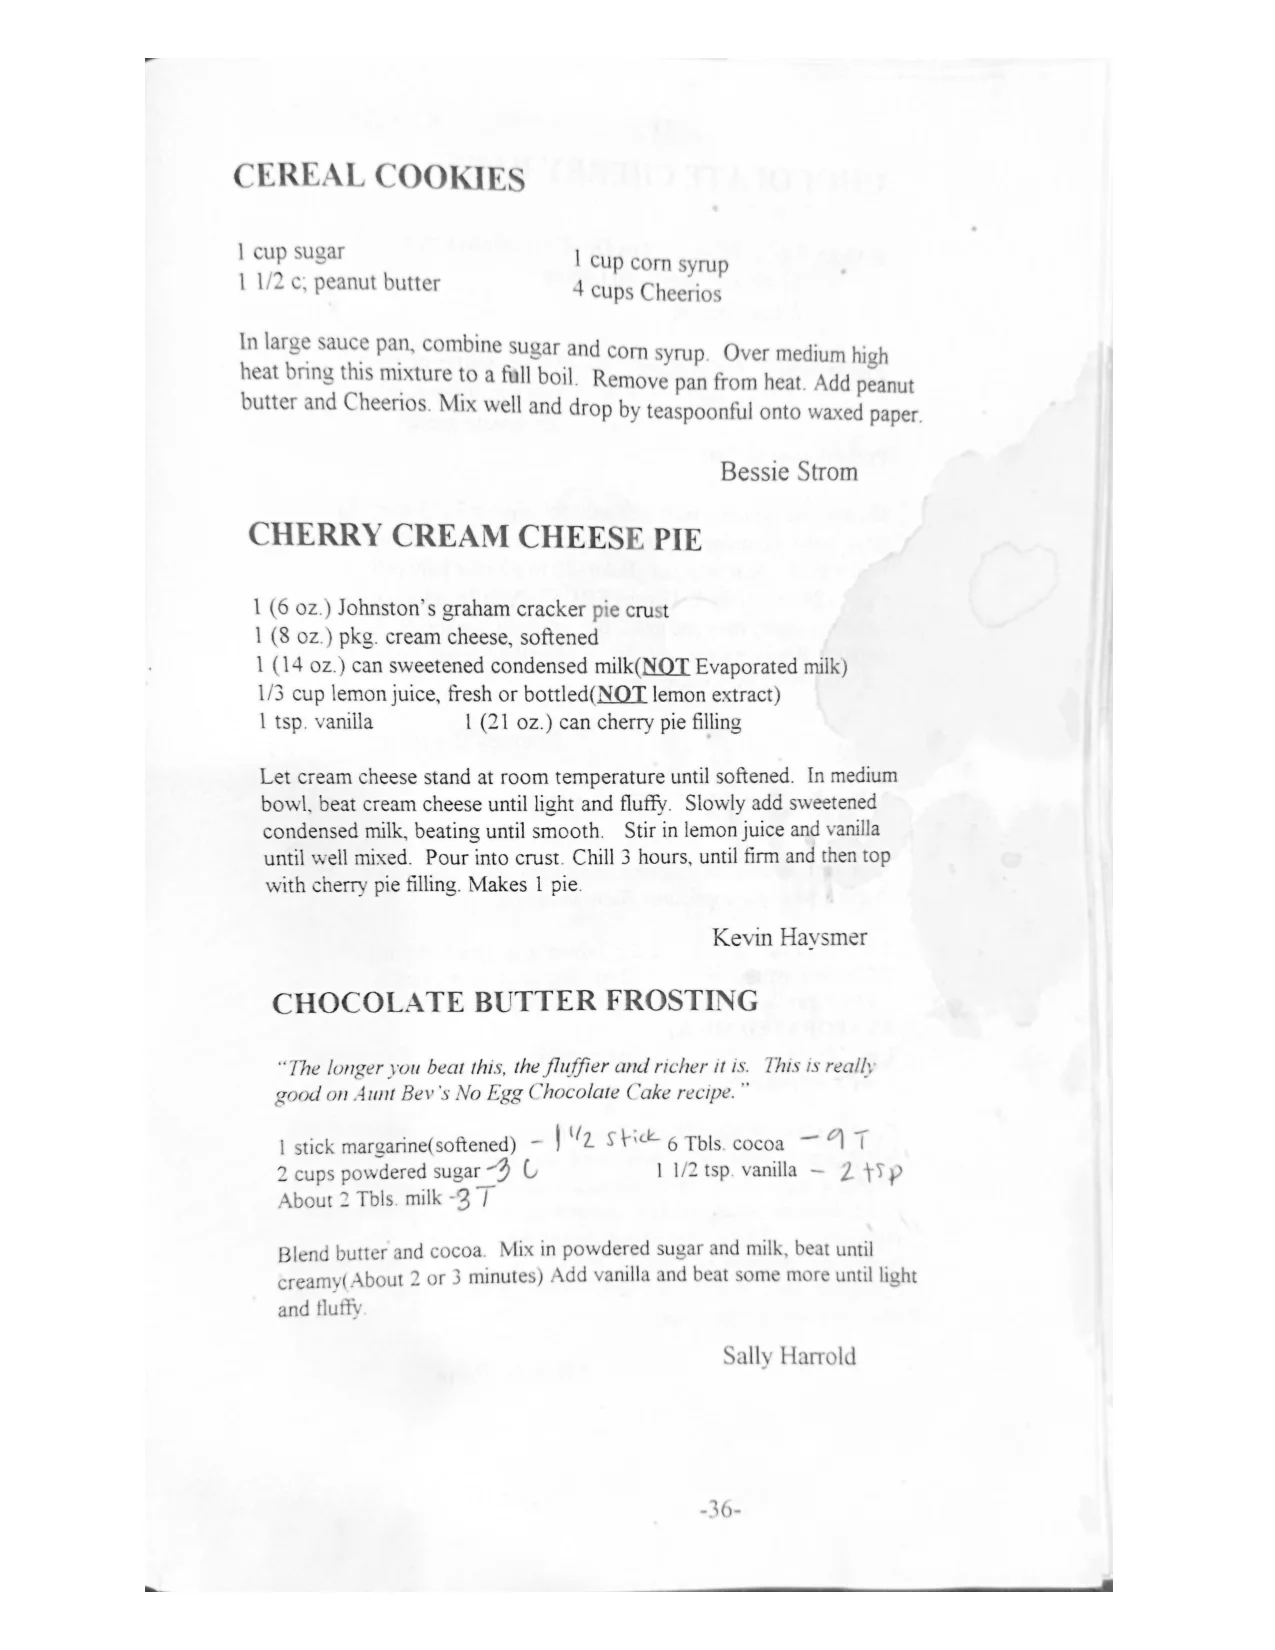 CEREAL COOKIES
1 cup sugar 1 cup corn syrup
1 1/2 c; peanut butter 4 cups Cheerios
In large sauce pan, combine sugar and corn syrup. Over medium high
heat bring this mixture to a full boil. Remove pan from heat. Add peanut
butter and Cheerios. Mix well and drop by teaspoonful onto waxed paper.
Bessie Strom
CHERRY CREAM CHEESE PIE
1 (6 oz.) Johnston's graham cracker pie crust
1 (8 oz.) pkg. cream cheese, softened
1 (14 oz.) can sweetened condensed milk(NOT Evaporated milk)
1/3 cup lemon juice, fresh or bottled(NOT lemon extract)
1 tsp. vanilla 1 (21 oz.) can cherry pie filling
Let cream cheese stand at room temperature until softened. In medium
bowl, beat cream cheese until light and fluffy. Slowly add sweetened
condensed milk, beating until smooth. Stir in lemon juice and vanilla
until well mixed. Pour into crust. Chill 3 hours, until firm and then top
with cherry pie filling. Makes 1 pie.
Kevin Haysmer
CHOCOLATE BUTTER FROSTING
"The longer you beat this, the fluffier and richer it is. This is really
good on Aunt Bev's No Egg Chocolate Cake recipe."
1 stick margarine(softened) - 1 1/2 stick 6 Tbls. cocoa - 9 T
2 cups powdered sugar -3 C 1 1/2 tsp. vanilla - 2 tsp
About 2 Tbls. milk -3 T
Blend butter and cocoa. Mix in powdered sugar and milk, beat until
creamy(About 2 or 3 minutes) Add vanilla and beat some more until light
and fluffy.
Sally Harrold
-36-